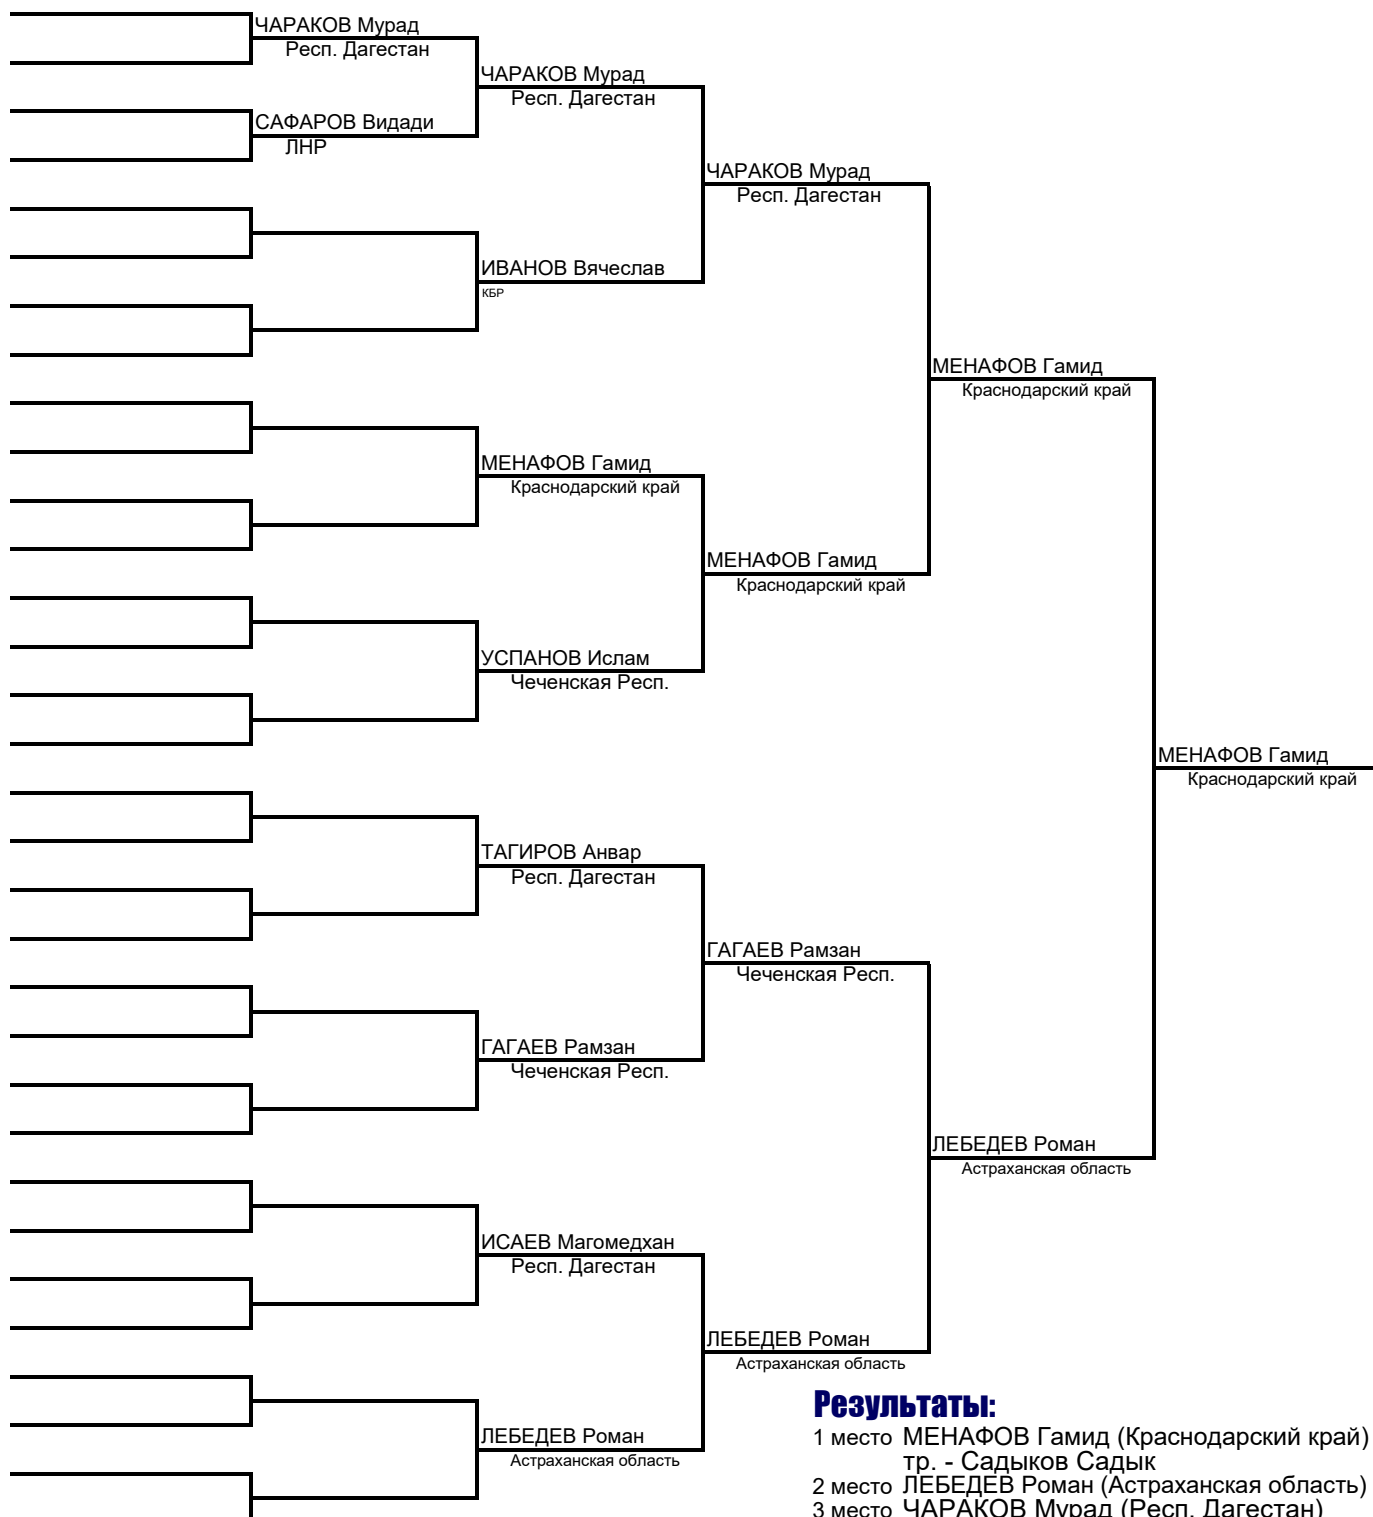 ЧАРАКОВ Мурад
Респ. Дагестан
ЧАРАКОВ Мурад
Респ. Дагестан
САФАРОВ Видади
ЛНР
ЧАРАКОВ Мурад
Респ. Дагестан
ИВАНОВ Вячеслав
КБР
МЕНАФОВ Гамид
Краснодарский край
МЕНАФОВ Гамид
Краснодарский край
МЕНАФОВ Гамид
Краснодарский край
УСПАНОВ Ислам
Чеченская Респ.
МЕНАФОВ Гамид
Краснодарский край
ТАГИРОВ Анвар
Респ. Дагестан
ГАГАЕВ Рамзан
Чеченская Респ.
ГАГАЕВ Рамзан
Чеченская Респ.
ЛЕБЕДЕВ Роман
Астраханская область
ИСАЕВ Магомедхан
Респ. Дагестан
ЛЕБЕДЕВ Роман
Астраханская область
ЛЕБЕДЕВ Роман
Астраханская область
Результаты:
1 место МЕНАФОВ Гамид (Краснодарский край)
тр. - Садыков Садык
2 место ЛЕБЕДЕВ Роман (Астраханская область)
3 место ЧАРАКОВ Мурад (Респ. Дагестан)